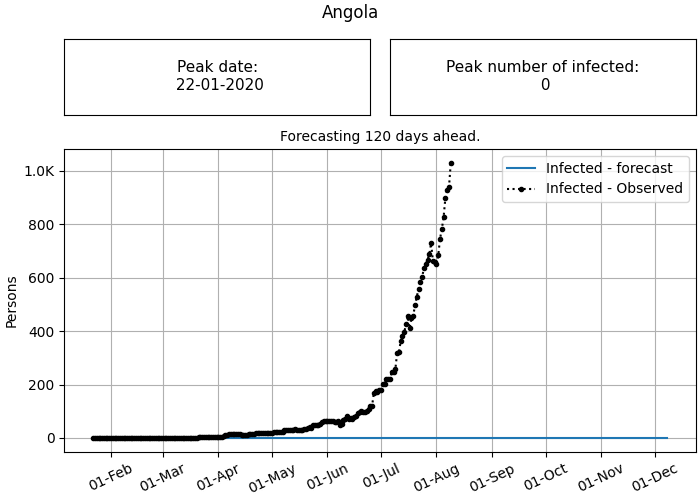 Angola
Peak date:
22-01-2020
Peak number of infected:
0
Forecasting 120 days ahead.
Infected - forecast
Infected - Observed
Persons
1.0K
800
600
400
200
0
01-Feb
01-Mar
01-Apr
01-May
01-Jun
01-Jul
01-Aug
01-Sep
01-Oct
01-Nov
01-Dec